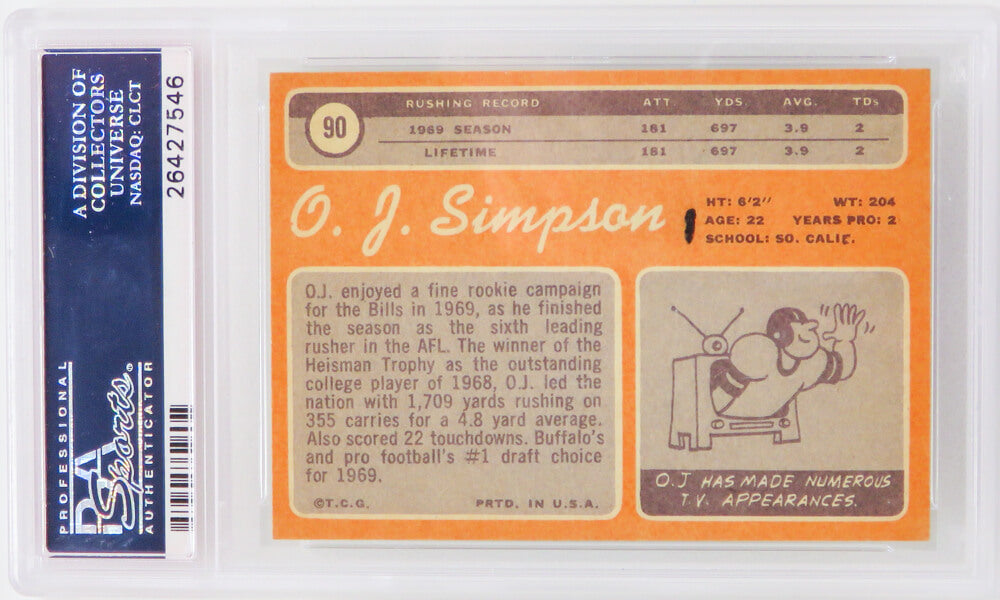 A DIVISION OF
COLLECTORS
UNIVERSE
NASDAQ: CLCT
26427546
PROFESSIONAL
PSA
Sports®
AUTHENTICATOR
90
RUSHING RECORD ATT. YDS. AVG. TDs
1969 SEASON 181 697 3.9 2
LIFETIME 181 697 3.9 2
O. J. Simpson
HT: 6'2" WT: 204
AGE: 22 YEARS PRO: 2
SCHOOL: SO. CALIF.
O.J. enjoyed a fine rookie campaign
for the Bills in 1969, as he finished
the season as the sixth leading
rusher in the AFL. The winner of the
Heisman Trophy as the outstanding
college player of 1968, O.J. led the
nation with 1,709 yards rushing on
355 carries for a 4.8 yard average.
Also scored 22 touchdowns. Buffalo's
and pro football's #1 draft choice
for 1969.
©T.C.G. PRTD. IN U.S.A.
O.J HAS MADE NUMEROUS
T.V. APPEARANCES.